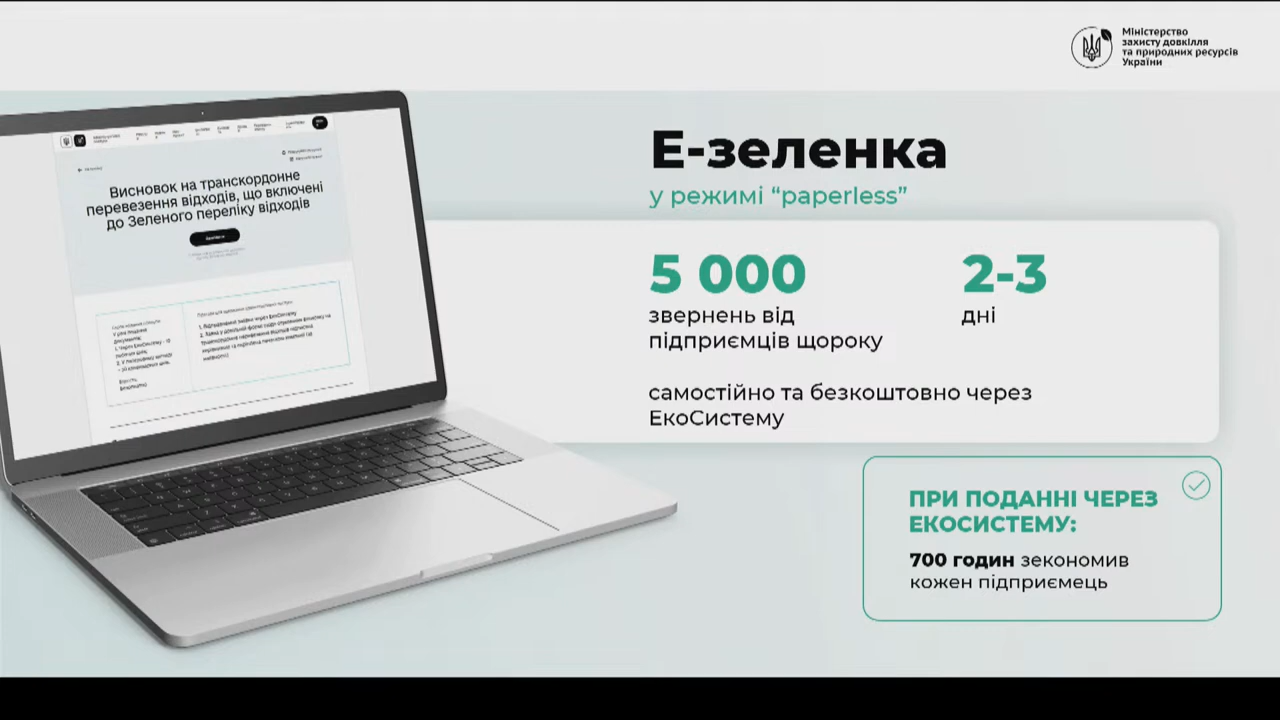 Міністерство
захисту довкілля
та природних ресурсів
України
Е-зеленка
у режимі “paperless”
5 000
звернень від
підприємців щороку
2-3
дні
самостійно та безкоштовно через
ЕкоСистему
ПРИ ПОДАННІ ЧЕРЕЗ
ЕКОСИСТЕМУ:
700 годин зекономив
кожен підприємець
Висновок на транскордонне
перевезення відходів, що включені
до Зеленого переліку відходів